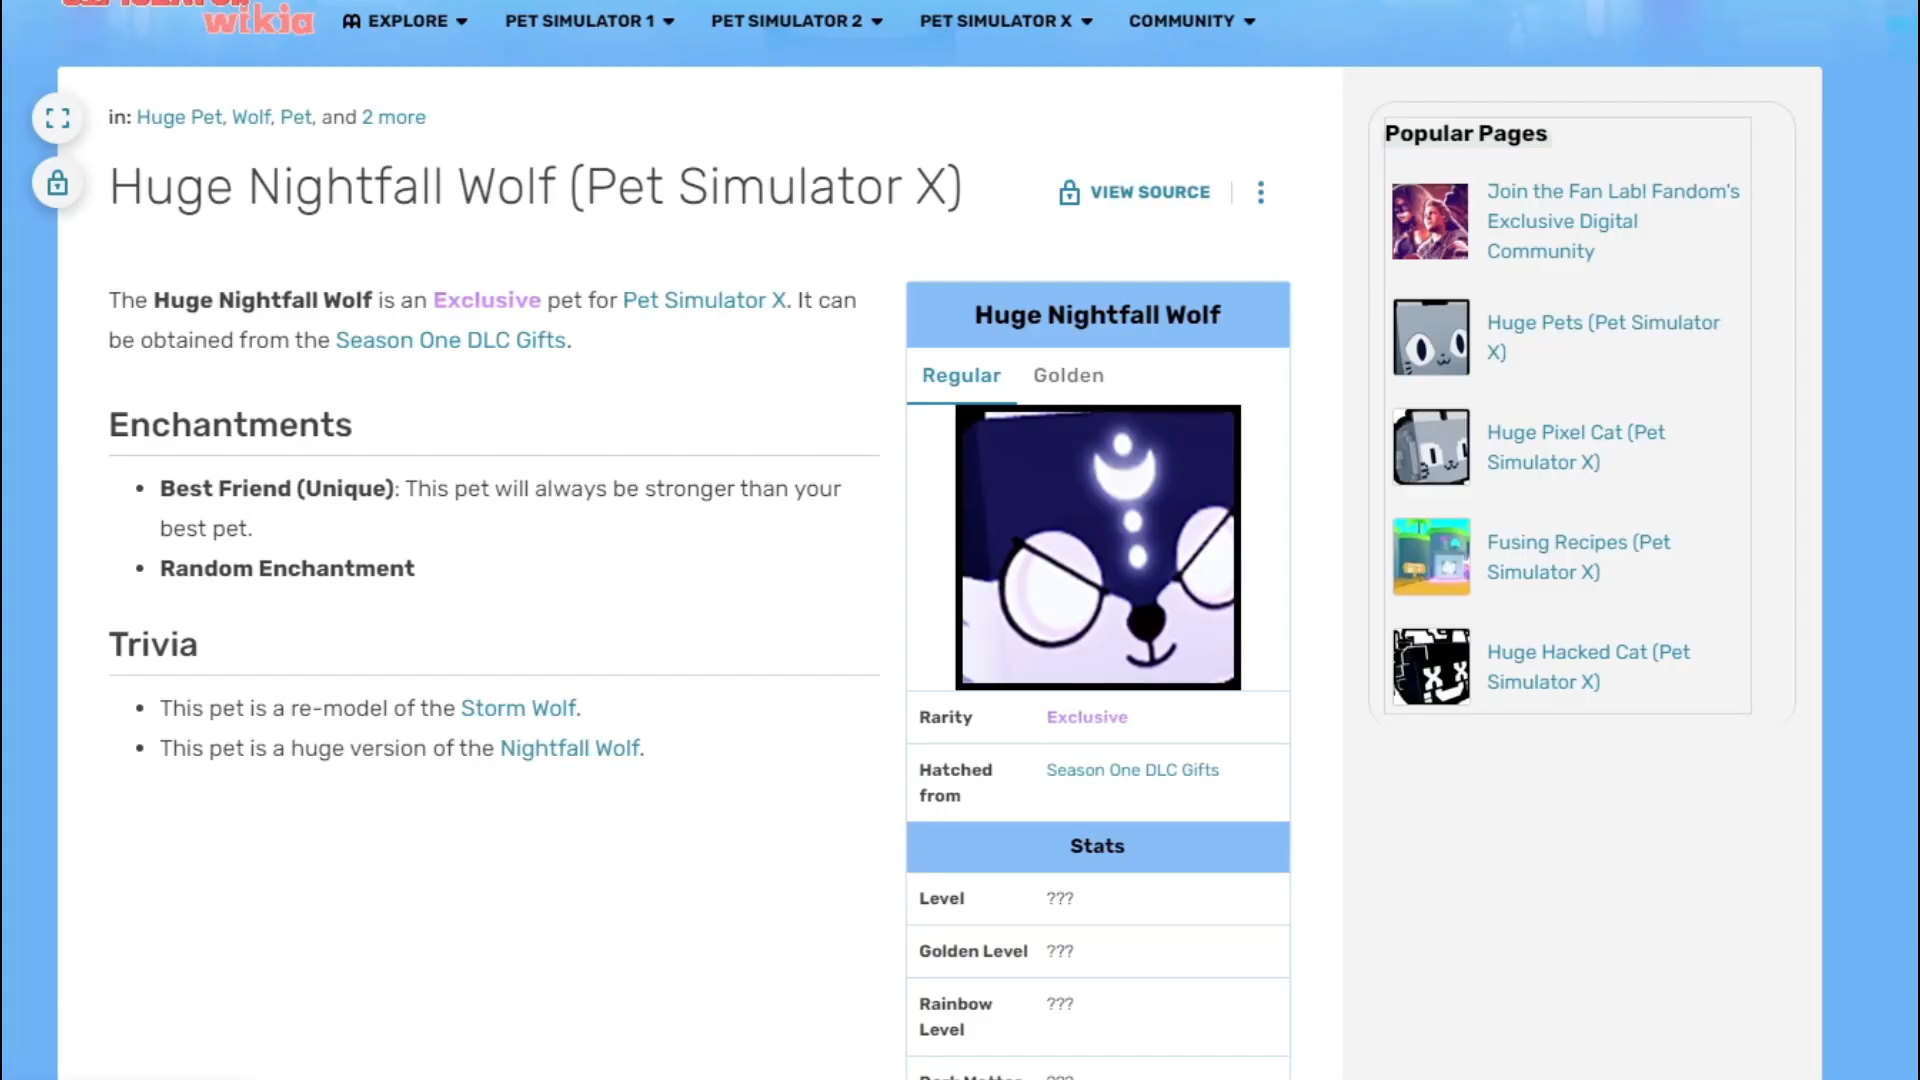 wikia
EXPLORE
PET SIMULATOR 1
PET SIMULATOR 2
PET SIMULATOR X
COMMUNITY
in: Huge Pet, Wolf, Pet, and 2 more
Huge Nightfall Wolf (Pet Simulator X)
VIEW SOURCE
The Huge Nightfall Wolf is an Exclusive pet for Pet Simulator X. It can
be obtained from the Season One DLC Gifts.
Enchantments
• Best Friend (Unique): This pet will always be stronger than your
best pet.
• Random Enchantment
Trivia
• This pet is a re-model of the Storm Wolf.
• This pet is a huge version of the Nightfall Wolf.
Huge Nightfall Wolf
Regular
Golden
Rarity
Exclusive
Hatched
from
Season One DLC Gifts
Stats
Level
???
Golden Level
???
Rainbow
Level
???
Popular Pages
Join the Fan Lab! Fandom's
Exclusive Digital
Community
Huge Pets (Pet Simulator
X)
Huge Pixel Cat (Pet
Simulator X)
Fusing Recipes (Pet
Simulator X)
Huge Hacked Cat (Pet
Simulator X)